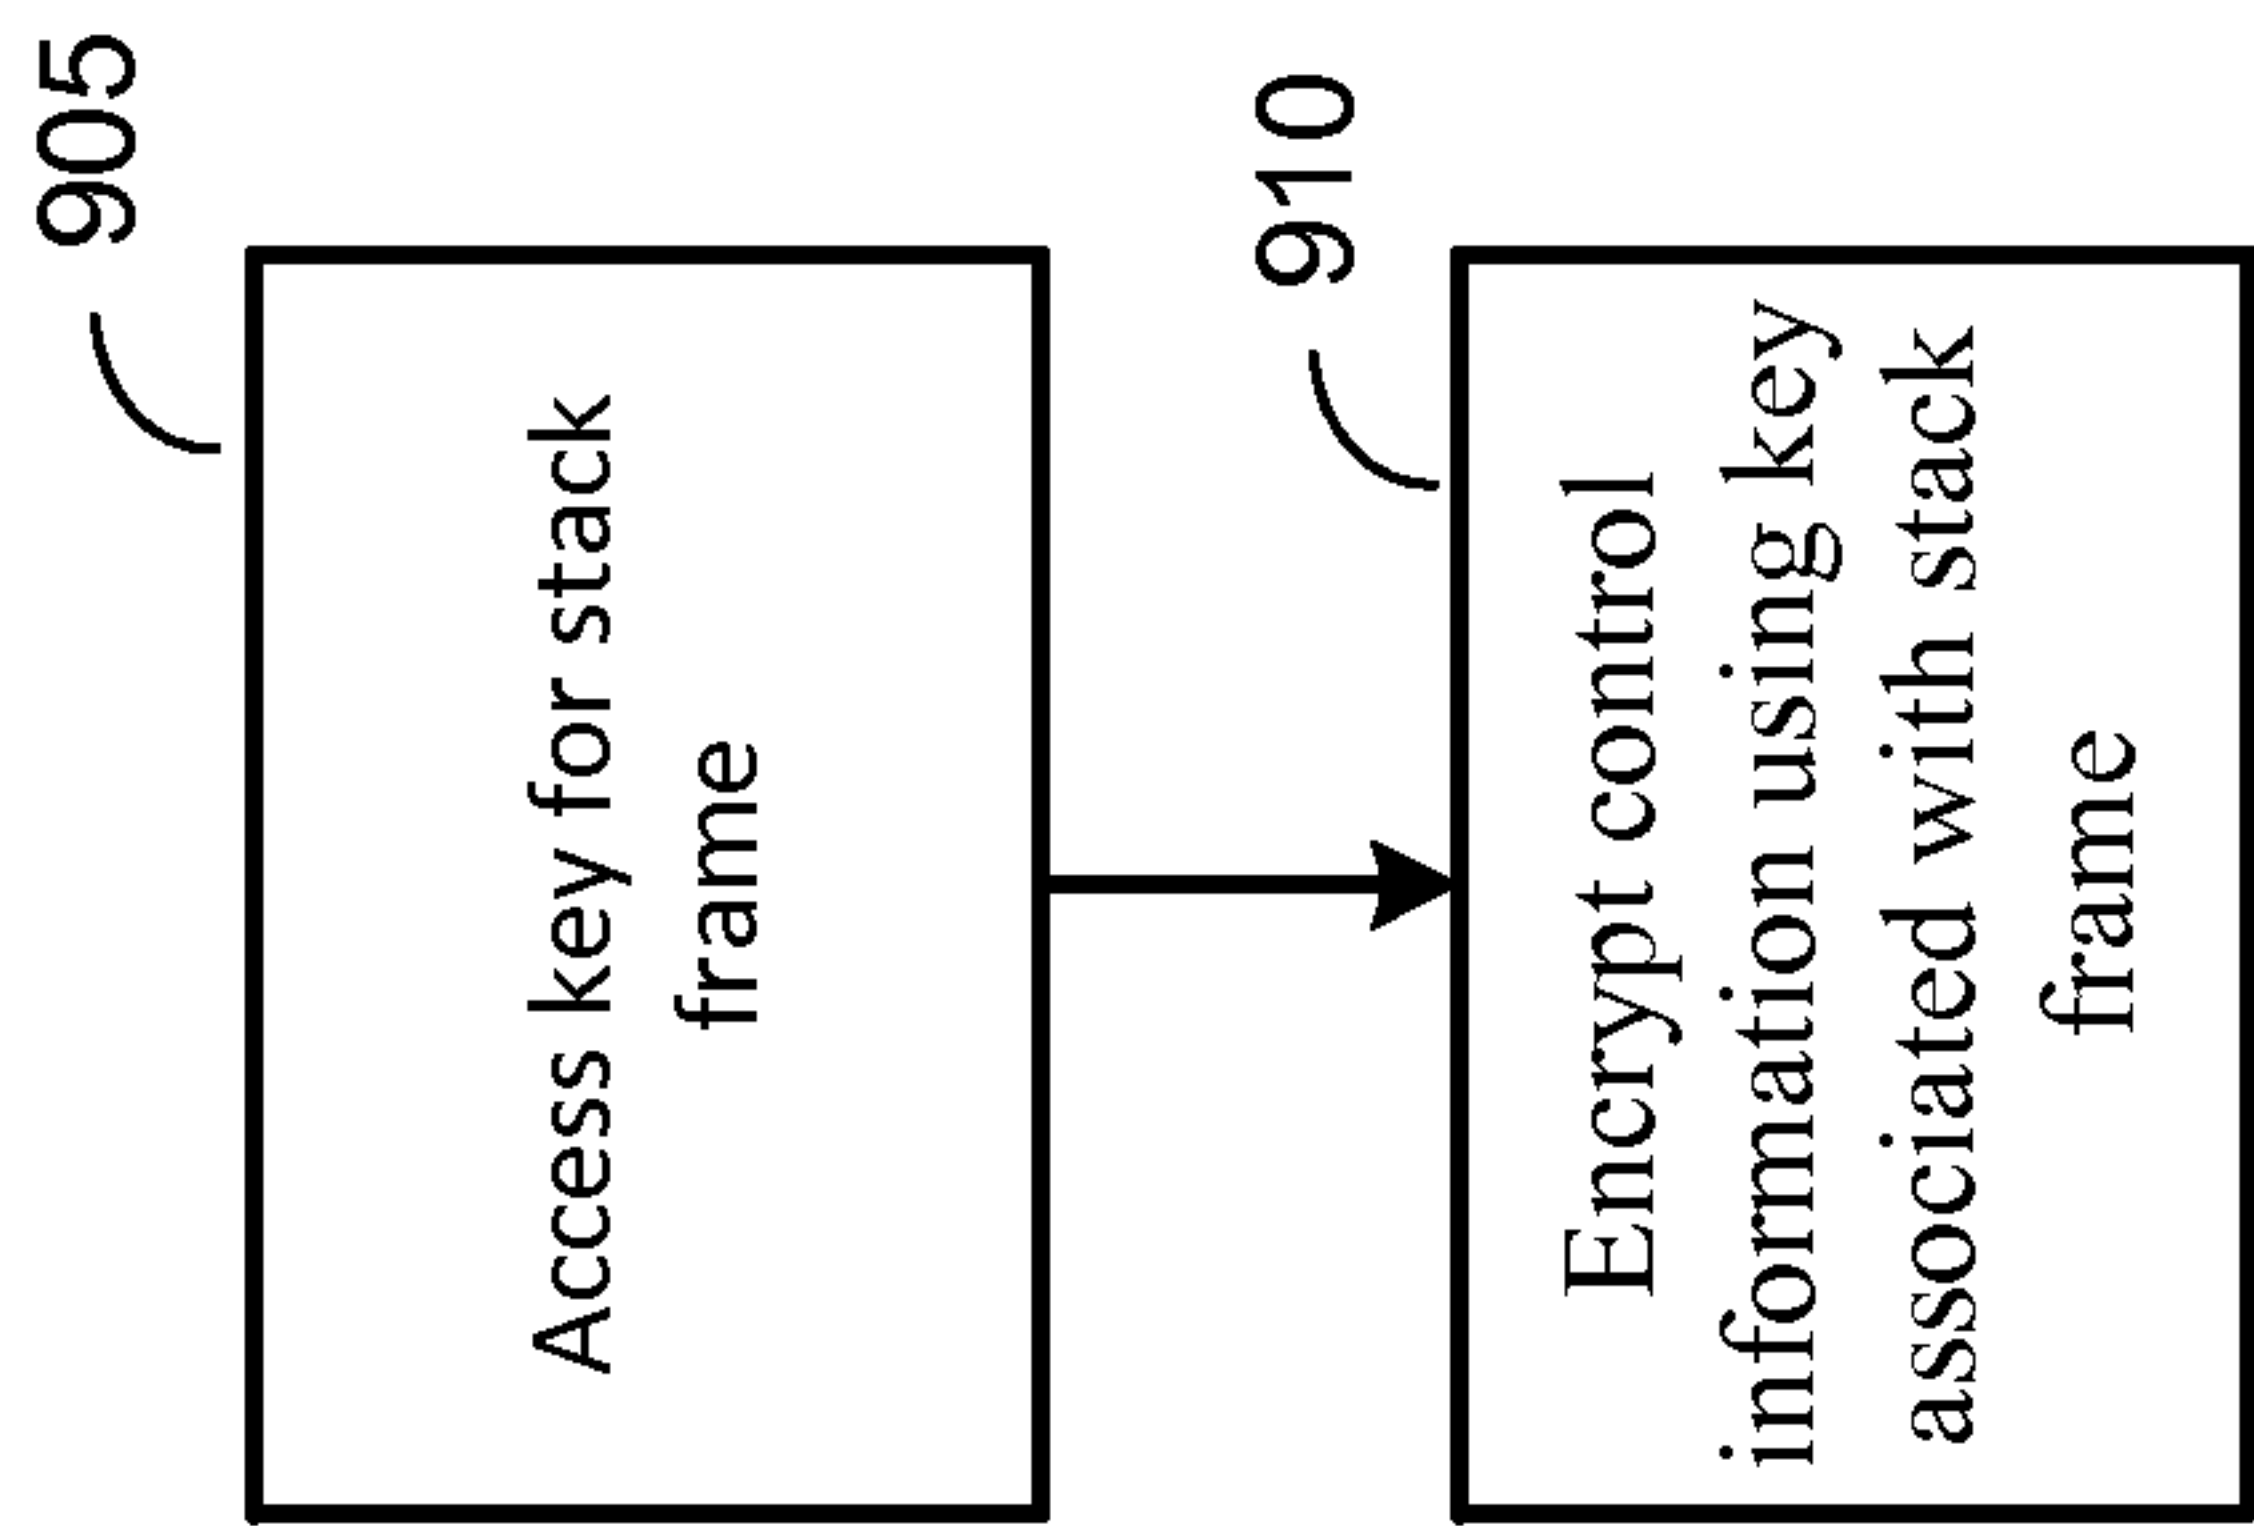 905
Access key for stack
frame
910
Encrypt control
information using key
associated with stack
frame